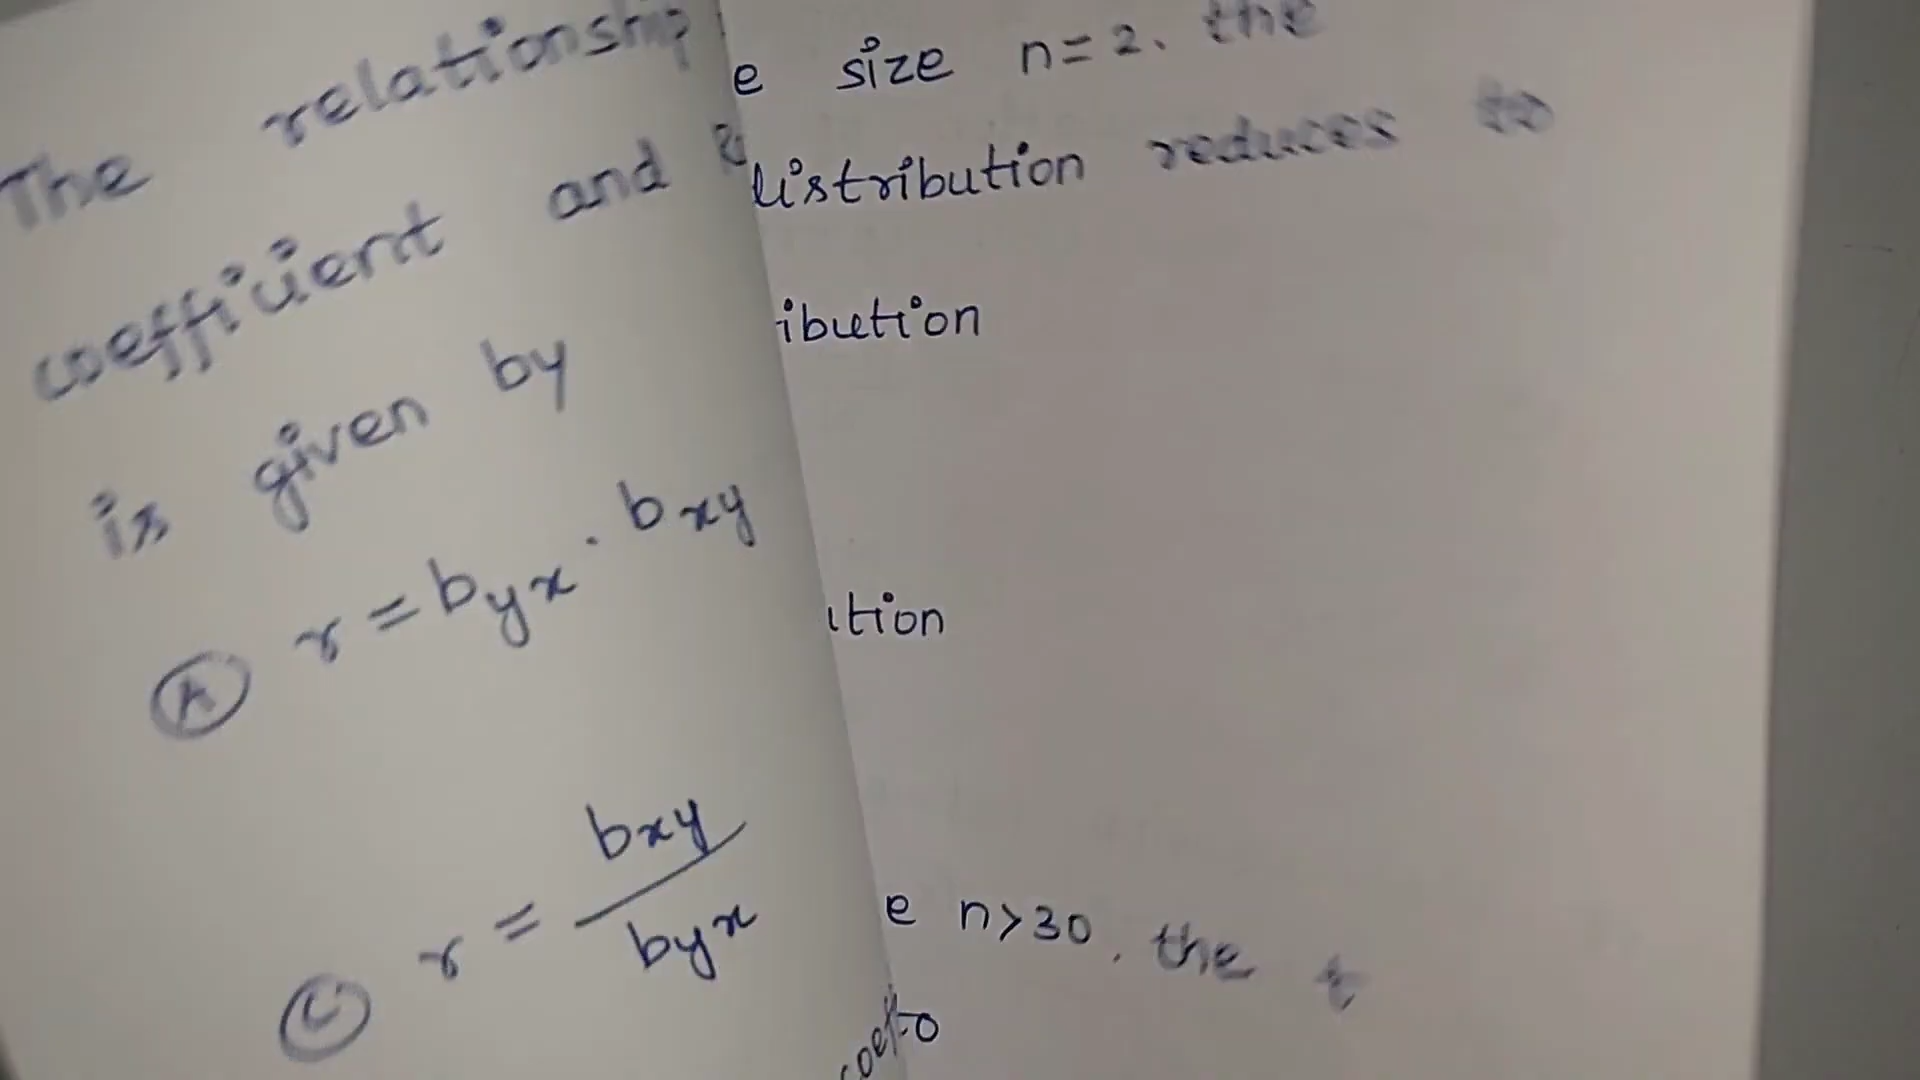 The relationship
coefficient and
is given by
A r = byx . bxy
C r = bxy / byx
e size n=2. the
distribution reduces to
ibution
ution
e n>30, the t
to